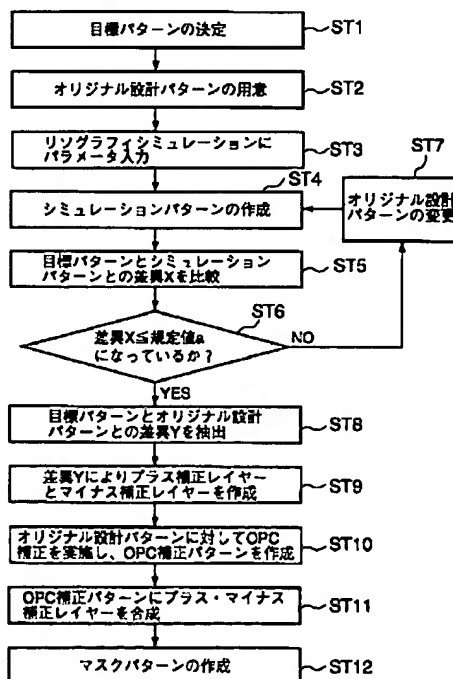 目標パターンの決定
ST1
オリジナル設計パターンの用意
ST2
リソグラフィシミュレーションに
パラメータ入力
ST3
ST7
ST4
シミュレーションパターンの作成
オリジナル設計
パターンの変更
目標パターンとシミュレーション
パターンとの差異Xを比較
ST5
ST6
差異X≦規定値a
になっているか?
NO
YES
目標パターンとオリジナル設計
パターンとの差異Yを抽出
ST8
差異Yによりプラス補正レイヤー
とマイナス補正レイヤーを作成
ST9
オリジナル設計パターンに対してOPC
補正を実施し、OPC補正パターンを作成
ST10
OPC補正パターンにプラス・マイナス
補正レイヤーを合成
ST11
マスクパターンの作成
ST12